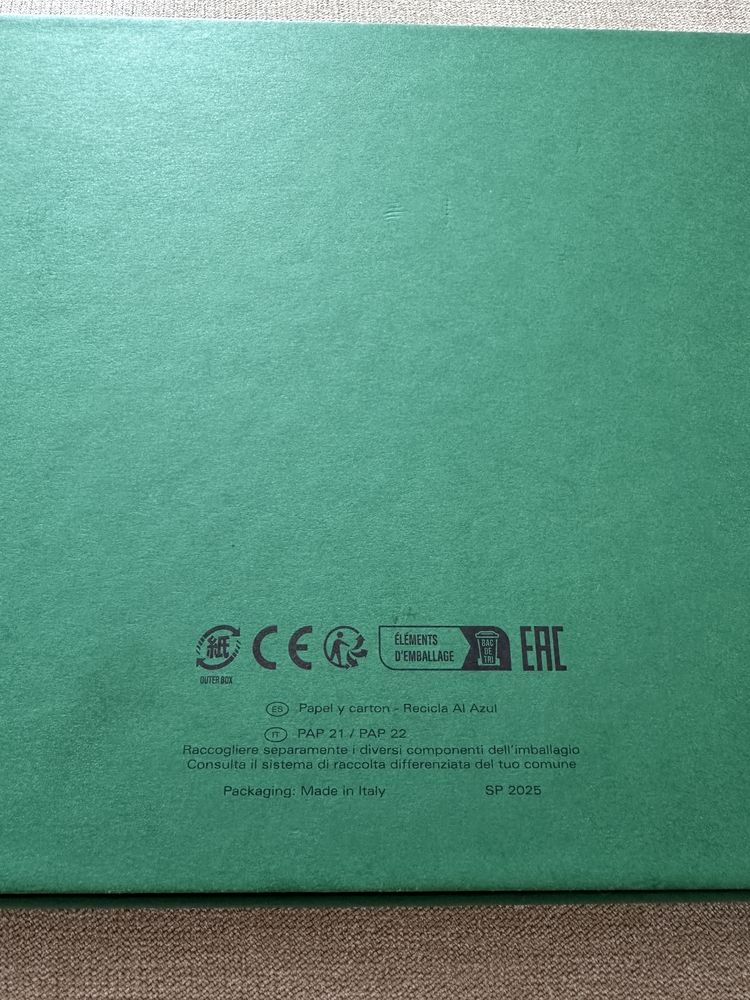 紙
OUTER BOX
CE
ÉLÉMENTS
D'EMBALLAGE
BAC
DE
TRI
EAC
ES Papel y carton - Recicla Al Azul
IT PAP 21 / PAP 22
Raccogliere separamente i diversi componenti dell'imballagio
Consulta il sistema di raccolta differenziata del tuo comune
Packaging: Made in Italy SP 2025